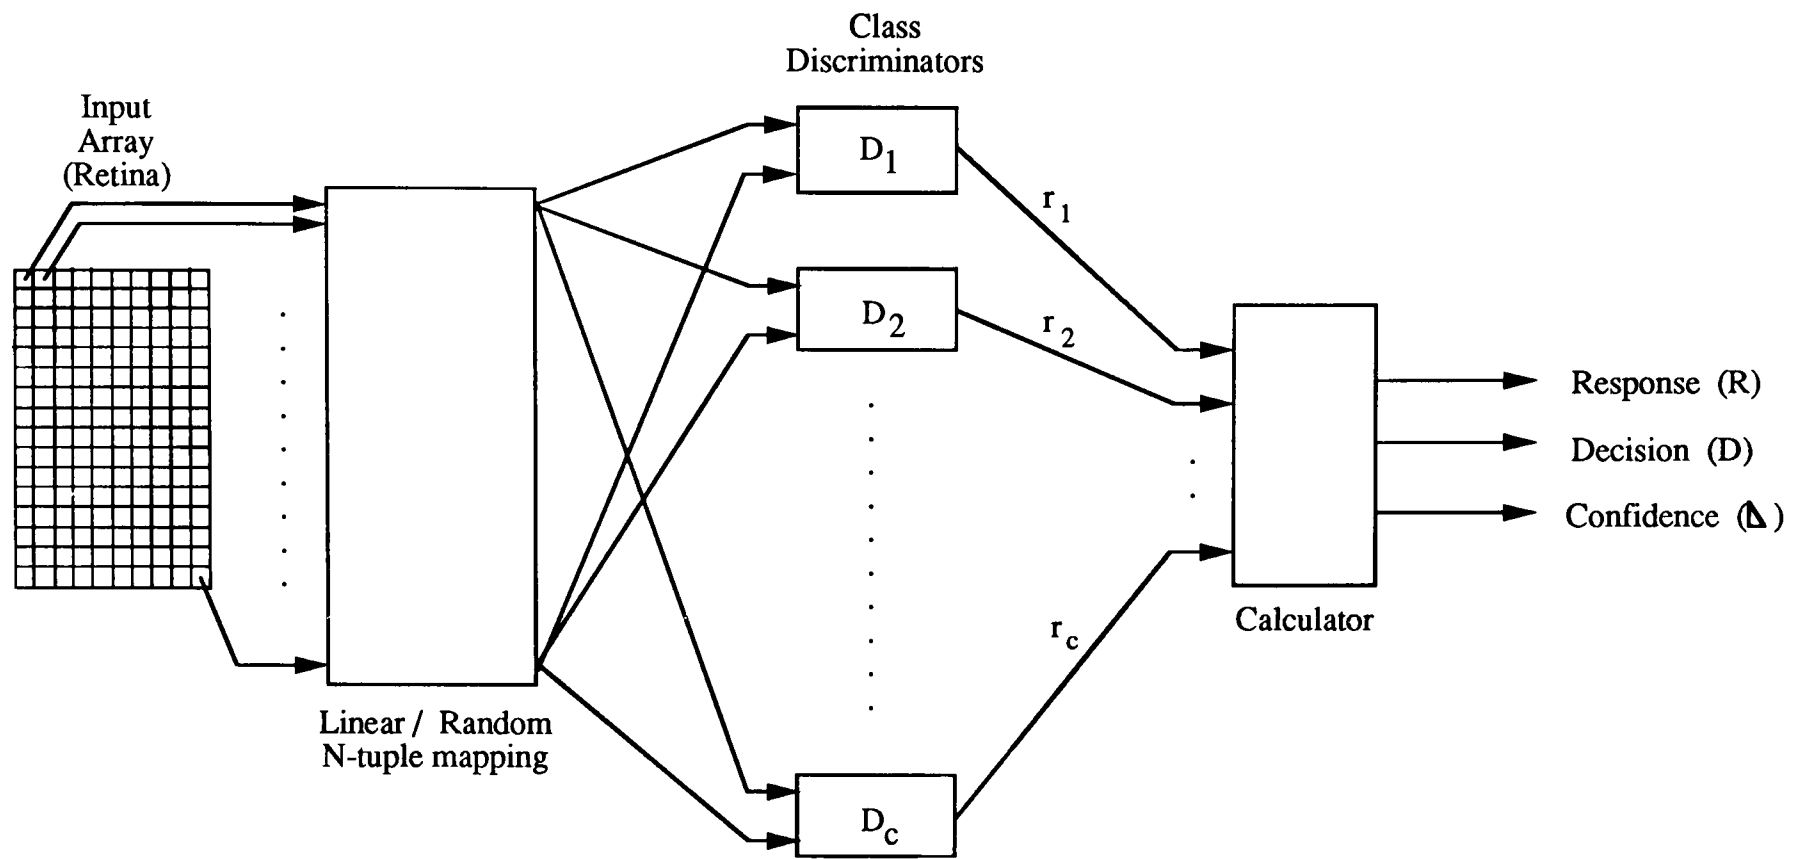 Class
Discriminators
Input
Array
(Retina)
D1
r1
D2
r2
Response (R)
Decision (D)
Confidence (Δ)
Calculator
rc
Linear / Random
N-tuple mapping
Dc